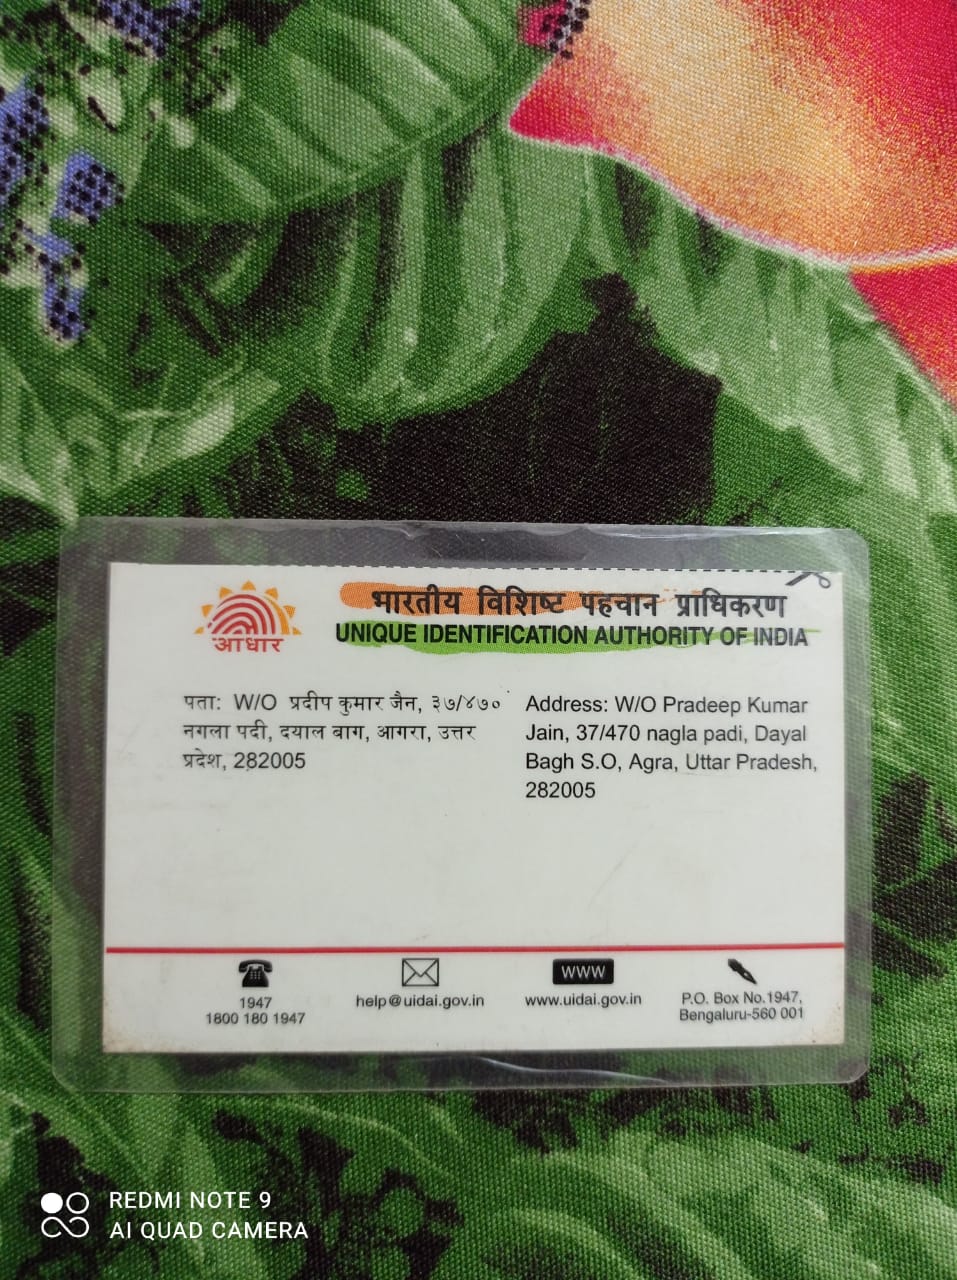 आधार
भारतीय विशिष्ट पहचान प्राधिकरण
UNIQUE IDENTIFICATION AUTHORITY OF INDIA
पता: W/O प्रदीप कुमार जैन, ३७/४७०
नगला पदी, दयाल बाग, आगरा, उत्तर
प्रदेश, 282005
Address: W/O Pradeep Kumar
Jain, 37/470 nagla padi, Dayal
Bagh S.O, Agra, Uttar Pradesh,
282005
1947
1800 180 1947
help@uidai.gov.in
WWW
www.uidai.gov.in
P.O. Box No.1947,
Bengaluru-560 001
REDMI NOTE 9
AI QUAD CAMERA